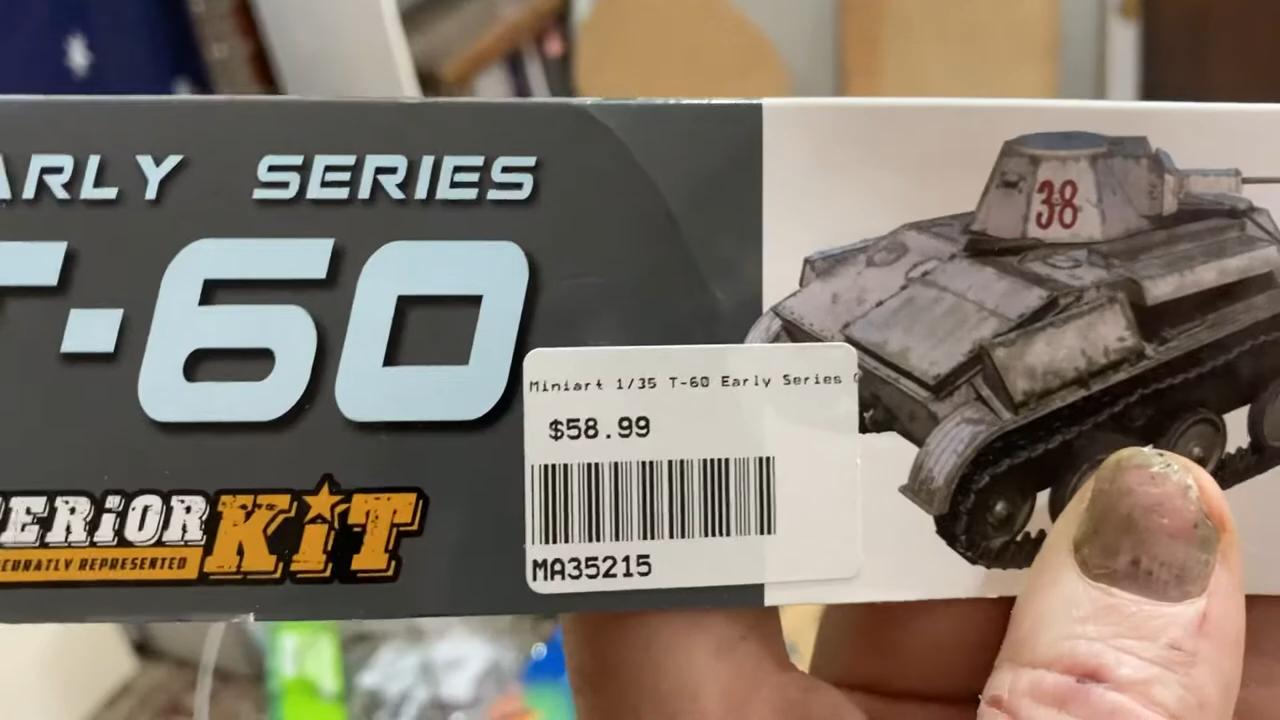 ARLY SERIES
T-60
38
Miniart 1/35 T-60 Early Series
$58.99
ERiOR KiT
CURATLY REPRESENTED
MA35215